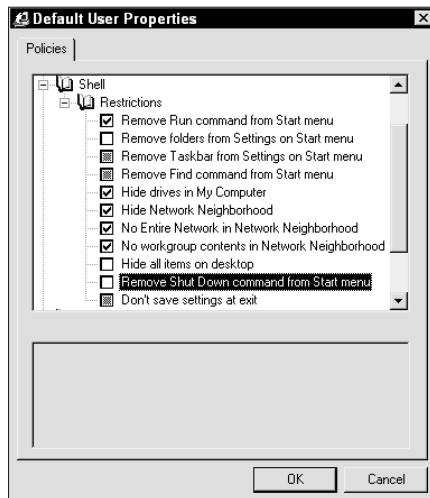 Default User Properties
Policies
Shell
Restrictions
Remove Run command from Start menu
Remove folders from Settings on Start menu
Remove Taskbar from Settings on Start menu
Remove Find command from Start menu
Hide drives in My Computer
Hide Network Neighborhood
No Entire Network in Network Neighborhood
No workgroup contents in Network Neighborhood
Hide all items on desktop
Remove Shut Down command from Start menu
Don't save settings at exit
OK Cancel